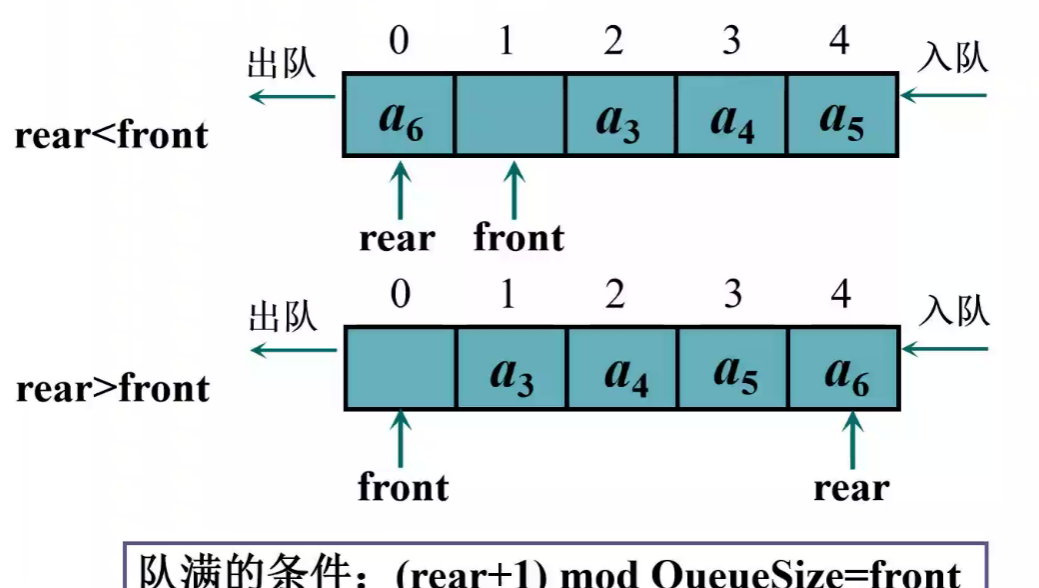 0 1 2 3 4
出队 入队
rear<front a6 a3 a4 a5
rear front
0 1 2 3 4
出队 入队
rear>front a3 a4 a5 a6
front rear
队满的条件：(rear+1) mod QueueSize=front